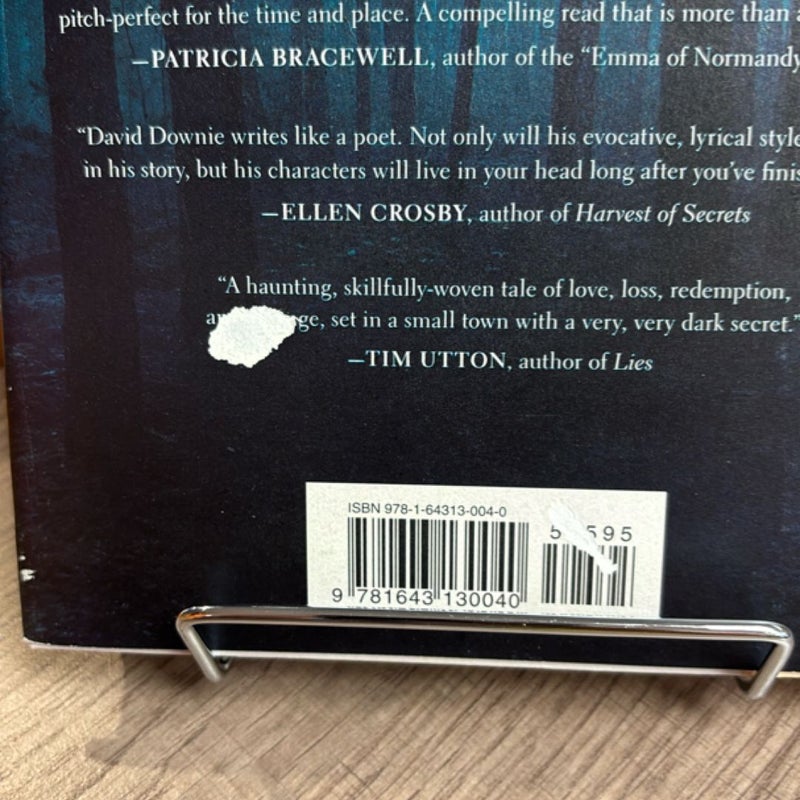 pitch-perfect for the time and place. A compelling read that is more than
—PATRICIA BRACEWELL, author of the “Emma of Normandy
“David Downie writes like a poet. Not only will his evocative, lyrical style
in his story, but his characters will live in your head long after you’ve
—ELLEN CROSBY, author of Harvest of Secrets
“A haunting, skillfully-woven tale of love, loss, redemption,
set in a small town with a very, very dark secret.”
—TIM UTTON, author of Lies
ISBN 978-1-64313-004-0
9 781643 130040